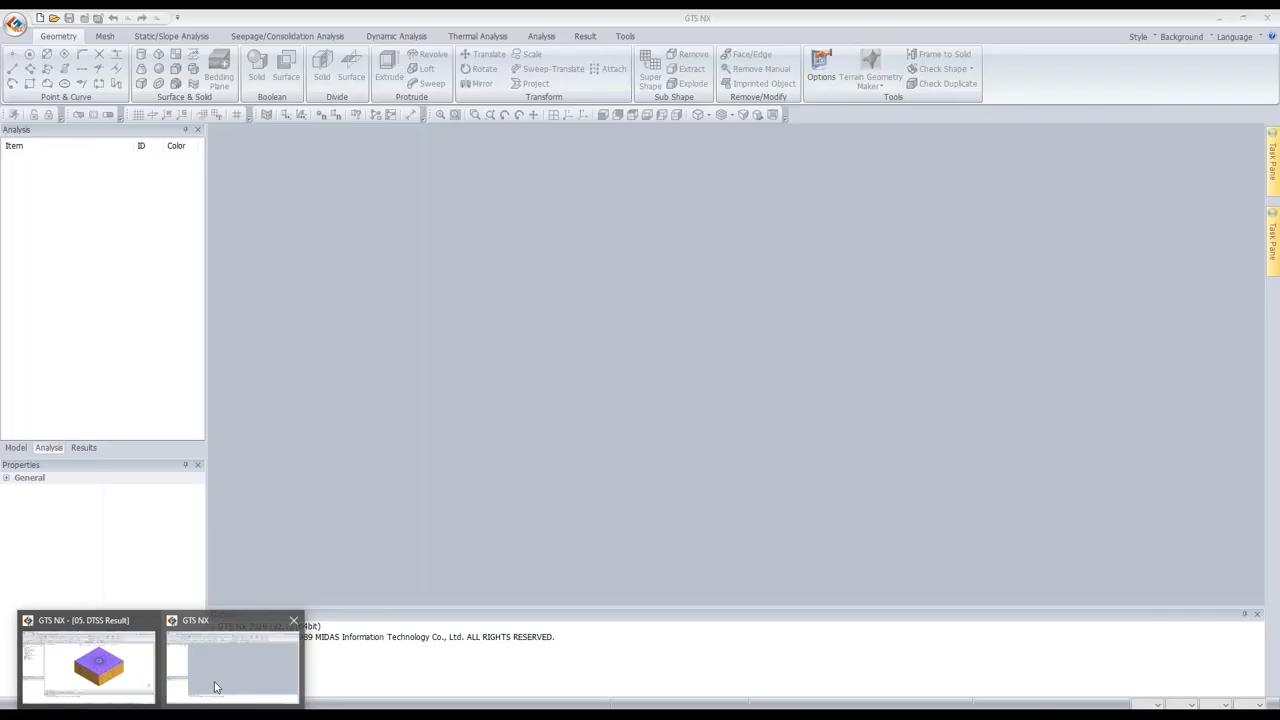 GTS NX
Geometry Mesh Static/Slope Analysis Seepage/Consolidation Analysis Dynamic Analysis Thermal Analysis Analysis Result Tools Style Background Language
Revolve Translate Scale Remove Face/Edge Frame to Solid
Loft Rotate Sweep-Translate Attach Extract Remove Manual Check Shape
Bedding Plane Solid Surface Solid Surface Extrude Sweep Mirror Project Super Shape Explode Imprinted Object Options Terrain Geometry Maker Check Duplicate
Point & Curve Surface & Solid Boolean Divide Protrude Transform Sub Shape Remove/Modify Tools
Analysis
Item ID Color
Task Pane
Task Pane
Model Analysis Results
Properties
General
GTS NX - [05. DTSS Result] GTS NX
MIDAS Information Technology Co., Ltd. ALL RIGHTS RESERVED.